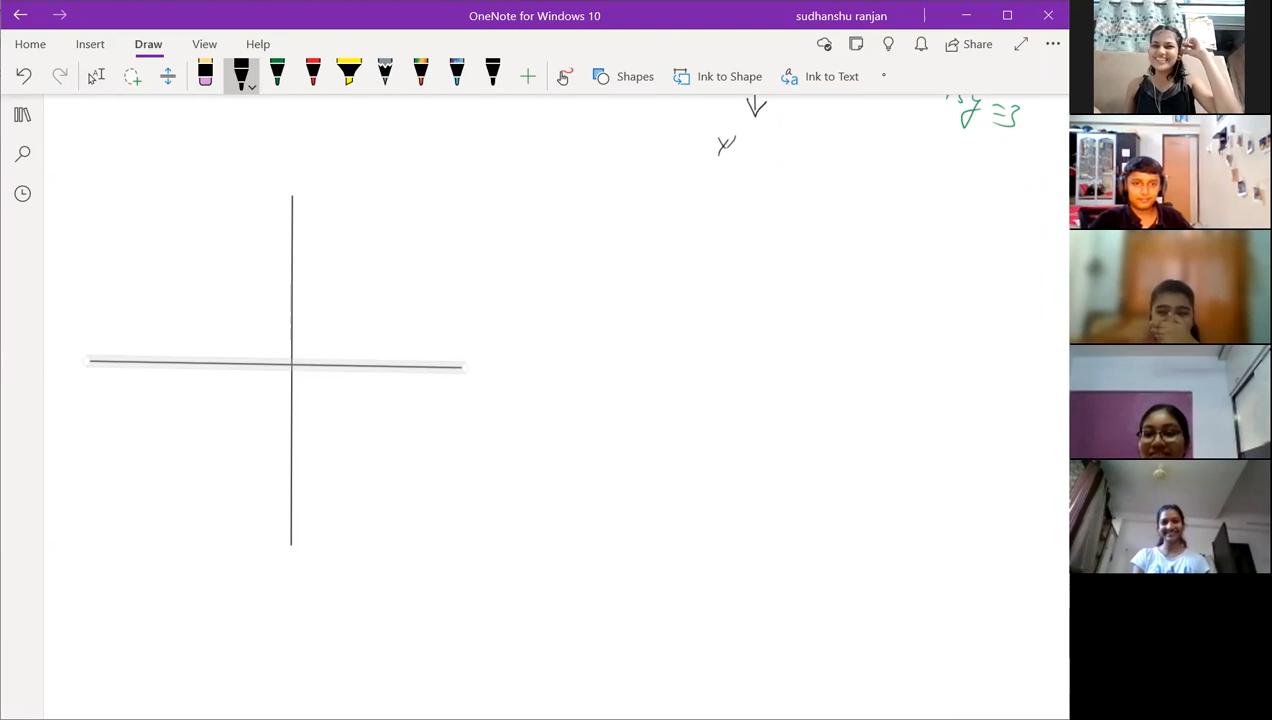 OneNote for Windows 10
sudhanshu ranjan
Home Insert Draw View Help
Share
Shapes
Ink to Shape
Ink to Text
y
x'